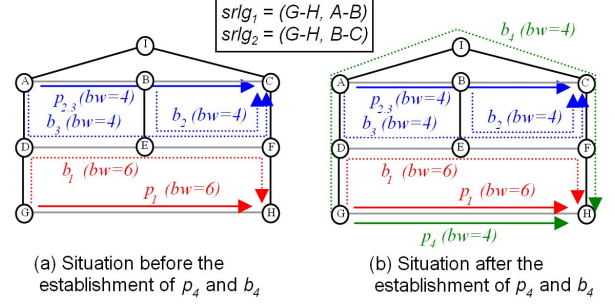 srlg1 = (G-H, A-B)
srlg2 = (G-H, B-C)
I
A
B
C
p2,3 (bw=4)
b3 (bw=4)
b2 (bw=4)
D
E
F
b1 (bw=6)
p1 (bw=6)
G
H
(a) Situation before the
establishment of p4 and b4
b4 (bw=4)
I
A
B
C
p2,3 (bw=4)
b3 (bw=4)
b2 (bw=4)
D
E
F
b1 (bw=6)
p1 (bw=6)
G
H
p4 (bw=4)
(b) Situation after the
establishment of p4 and b4